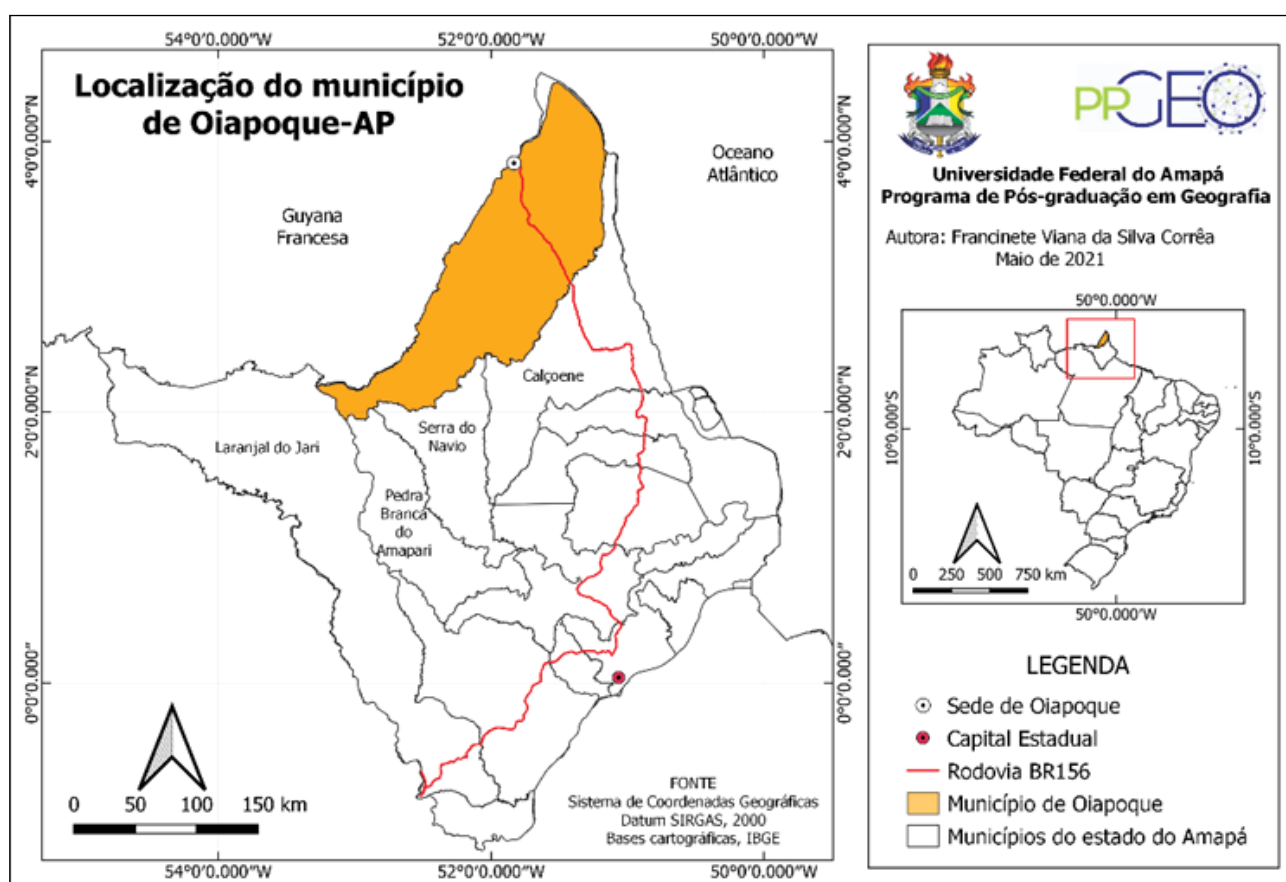 54°0'0.000"W
52°0'0.000"W
50°0'0.000"W
Localização do município
de Oiapoque-AP
4°0'0.000"N
4°0'0.000"N
Oceano
Atlântico
Guyana
Francesa
2°0'0.000"N
2°0'0.000"N
Calçoene
Serra do
Navio
Laranjal do Jari
Pedra
Branca
do
Amapari
0°0'0.000"
0°0'0.000"
0 50 100 150 km
FONTE
Sistema de Coordenadas Geográficas
Datum SIRGAS, 2000
Bases cartográficas, IBGE
54°0'0.000"W
52°0'0.000"W
50°0'0.000"W
PPGEO
Universidade Federal do Amapá
Programa de Pós-graduação em Geografia
Autora: Francinete Viana da Silva Corrêa
Maio de 2021
50°0.000"W
10°0.000"S
10°0.000"S
0 250 500 750 km
50°0.000"W
LEGENDA
Sede de Oiapoque
Capital Estadual
Rodovia BR156
Município de Oiapoque
Municípios do estado do Amapá